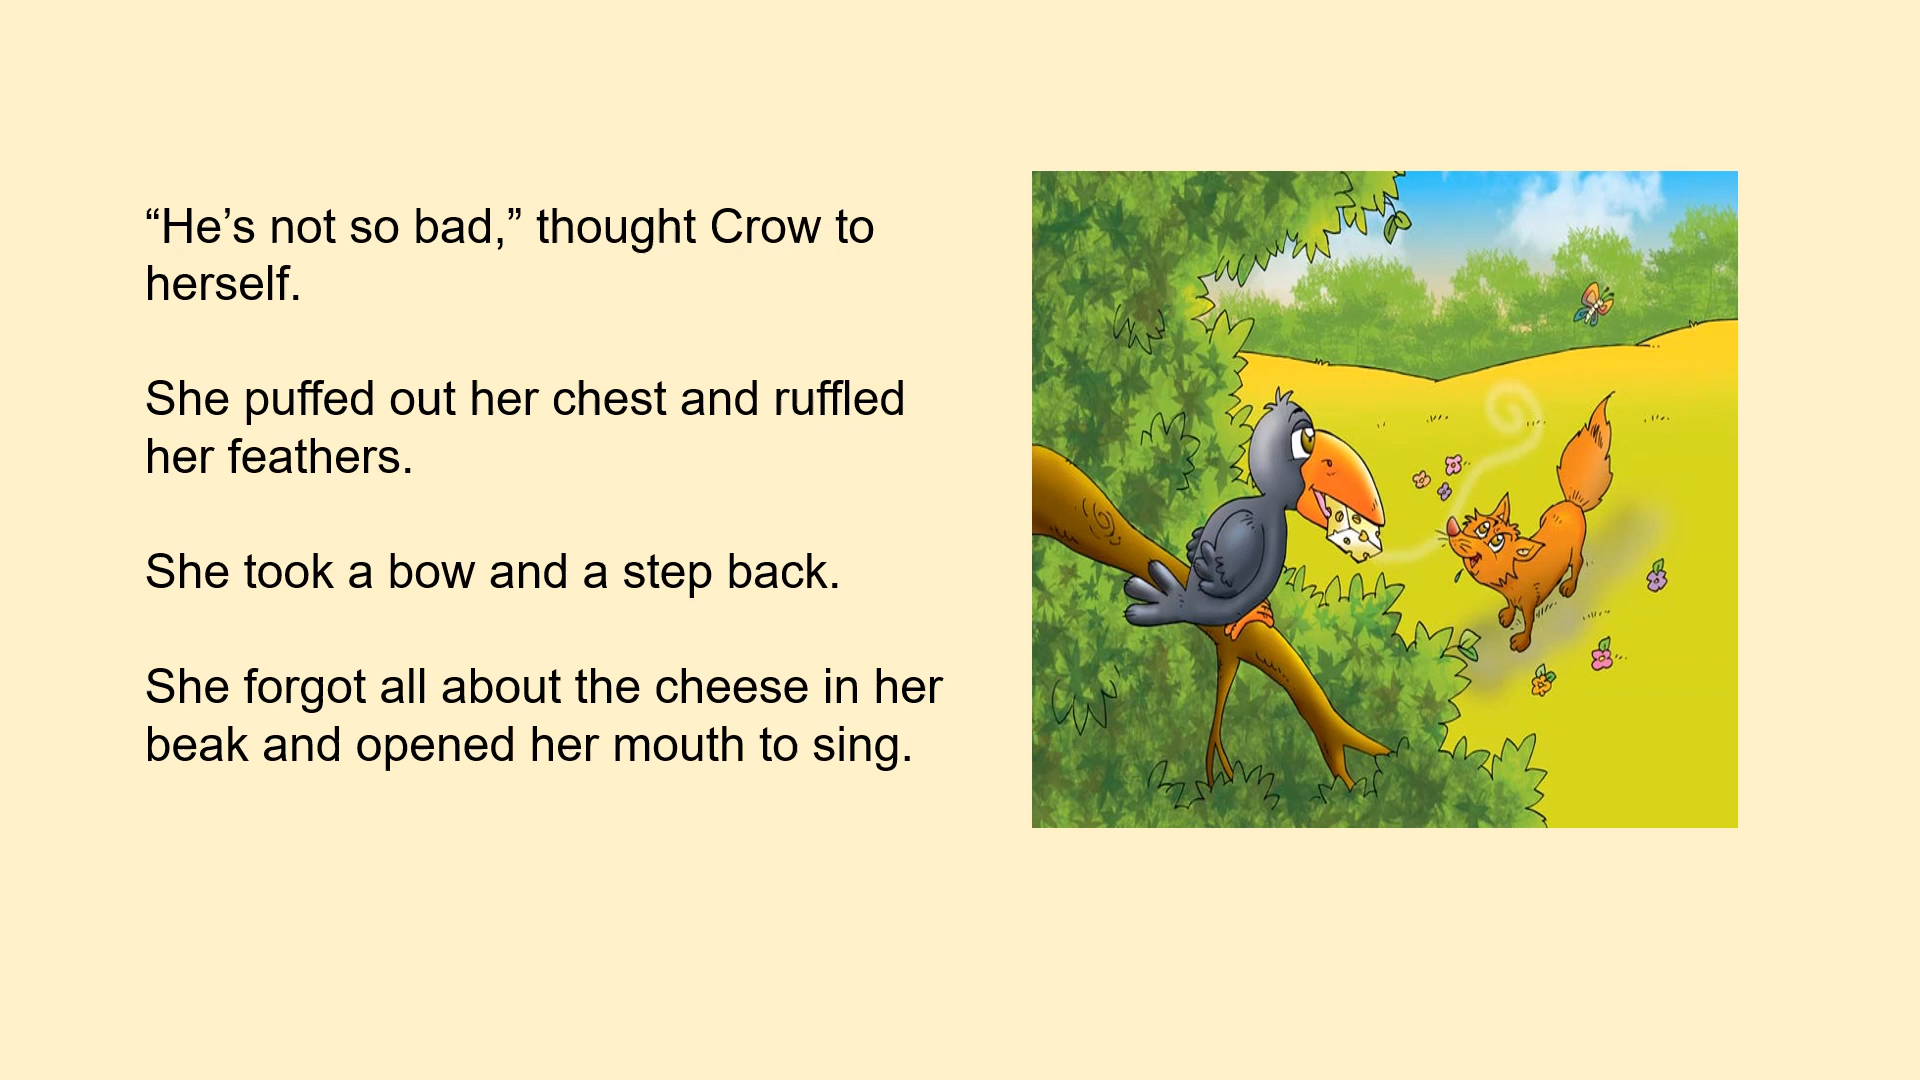 “He’s not so bad,” thought Crow to
herself.
She puffed out her chest and ruffled
her feathers.
She took a bow and a step back.
She forgot all about the cheese in her
beak and opened her mouth to sing.